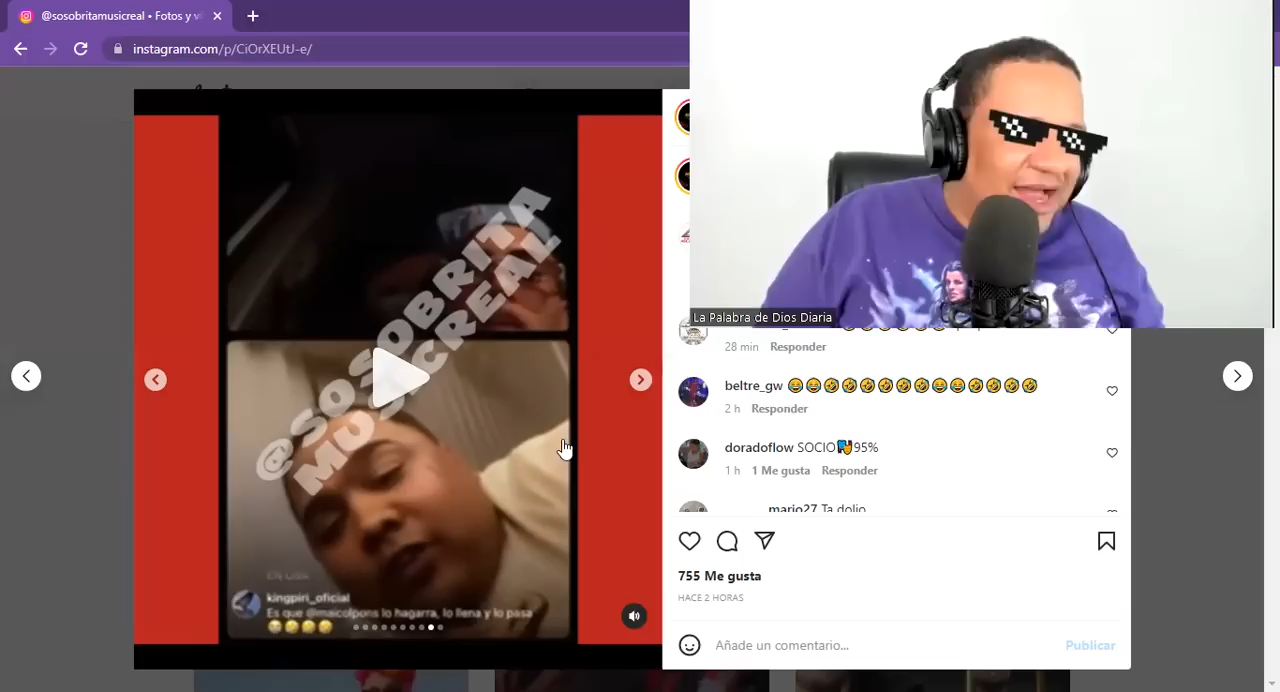 @sosobritamusicreal • Fotos y v
instagram.com/p/CiOrXEUtJ-e/
La Palabra de Dios Diaria
28 min Responder
beltre_gw 😂😂🤣🤣🤣🤣🤣🤣😂😂🤣🤣🤣🤣
2 h Responder
doradoflow SOCIO 95%
1 h 1 Me gusta Responder
mario27 Ta dolio
755 Me gusta
HACE 2 HORAS
Añade un comentario...
Publicar
@SOSOBRITA
MUSICREAL
EN USA
kingpiri_oficial
Es que @maicolpons lo hagarra, lo llena y lo pasa
😂🤣🤣🤣